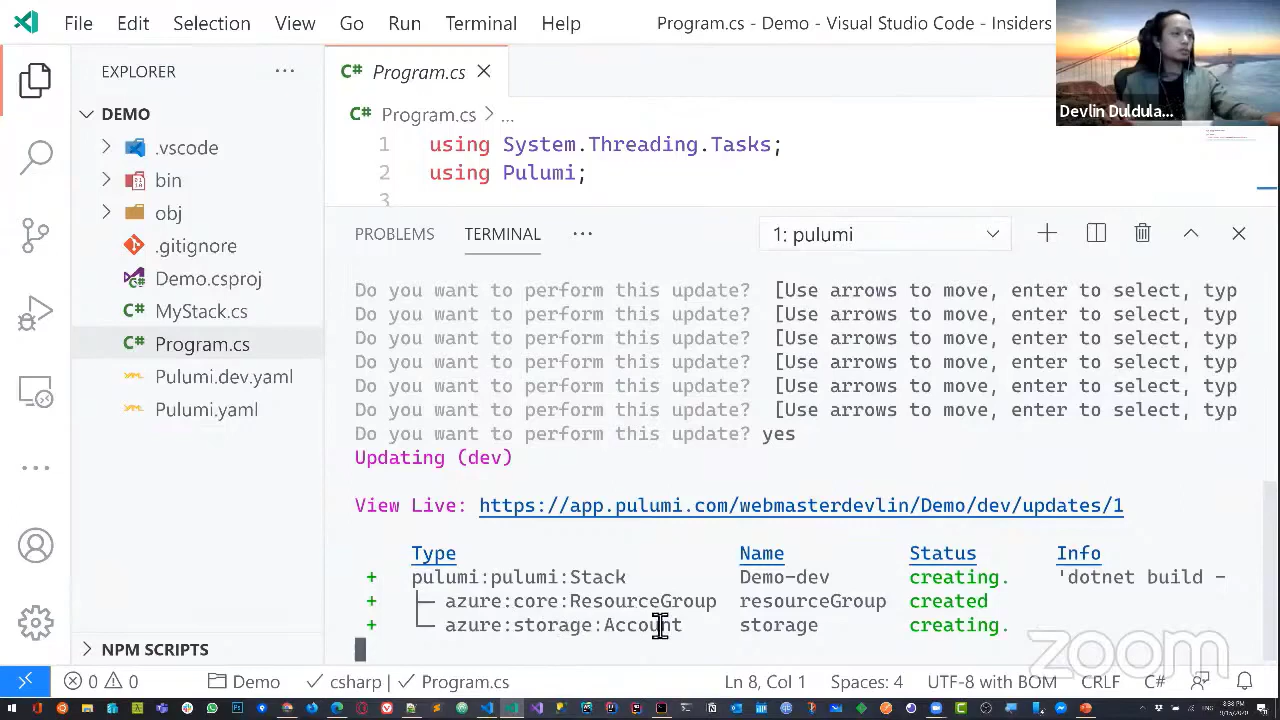 File Edit Selection View Go Run Terminal Help Program.cs - Demo - Visual Studio Code - Insiders
Devlin Duldula...
EXPLORER ...
DEMO
.vscode
bin
obj
.gitignore
Demo.csproj
MyStack.cs
Program.cs
Pulumi.dev.yaml
Pulumi.yaml
NPM SCRIPTS
C# Program.cs
C# Program.cs > ...
1 using System.Threading.Tasks;
2 using Pulumi;
3
PROBLEMS TERMINAL ... 1: pulumi
Do you want to perform this update? [Use arrows to move, enter to select, typ
Do you want to perform this update? [Use arrows to move, enter to select, typ
Do you want to perform this update? [Use arrows to move, enter to select, typ
Do you want to perform this update? [Use arrows to move, enter to select, typ
Do you want to perform this update? [Use arrows to move, enter to select, typ
Do you want to perform this update? [Use arrows to move, enter to select, typ
Do you want to perform this update? yes
Updating (dev)
View Live: https://app.pulumi.com/webmasterdevlin/Demo/dev/updates/1
Type Name Status Info
+ pulumi:pulumi:Stack Demo-dev creating. 'dotnet build -
+ ├─ azure:core:ResourceGroup resourceGroup created
+ └─ azure:storage:Account storage creating.
zoom
0 0 Demo csharp | Program.cs Ln 8, Col 1 Spaces: 4 UTF-8 with BOM CRLF C#
8:38 PM
9/15/2020